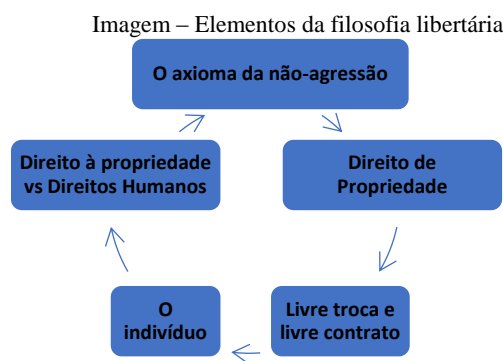 Imagem – Elementos da filosofia libertária
O axioma da não-agressão
Direito à propriedade
vs Direitos Humanos
Direito de
Propriedade
O
indivíduo
Livre troca e
livre contrato